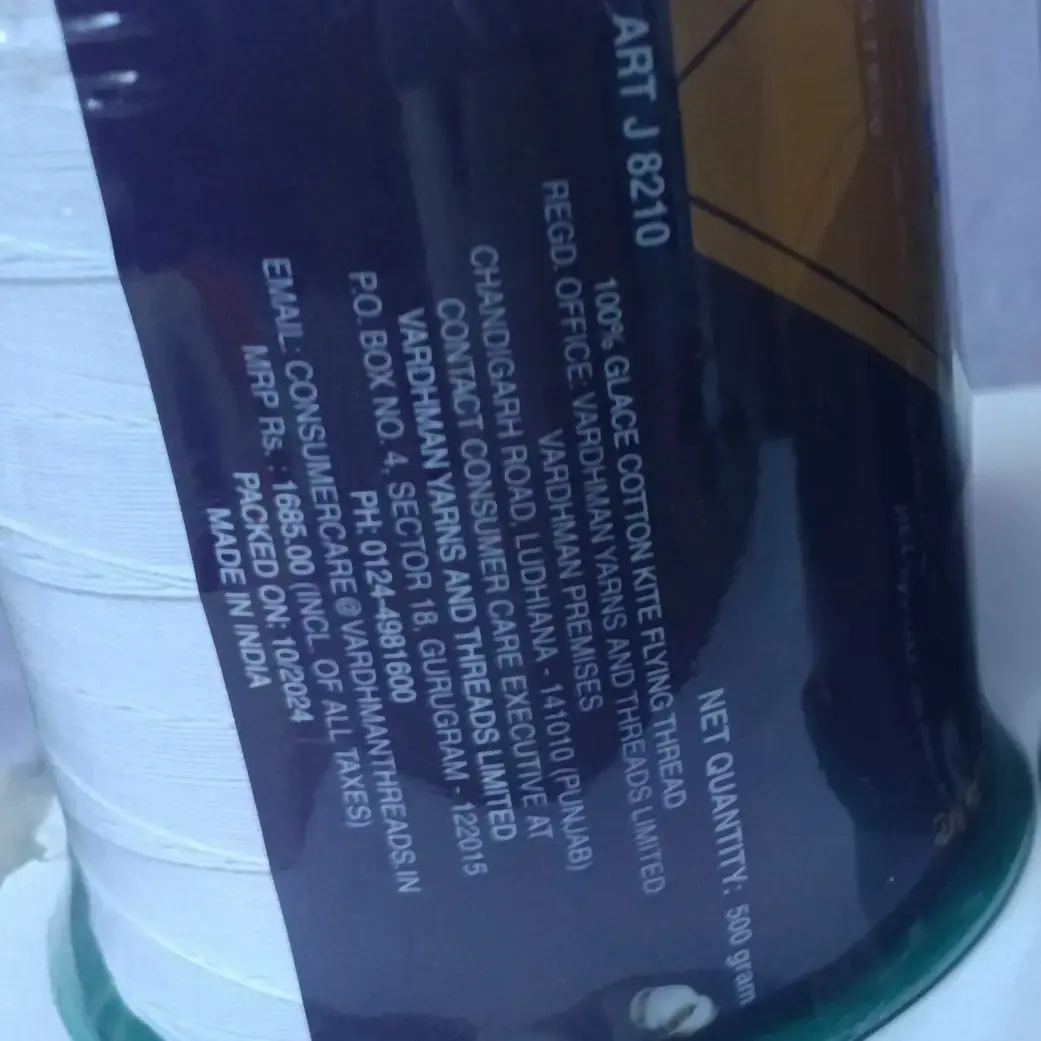 ART J 8210
NET QUANTITY: 500 gram
100% GLACE COTTON KITE FLYING THREAD
REGD. OFFICE: VARDHMAN YARNS AND THREADS LIMITED
VARDHMAN PREMISES
CHANDIGARH ROAD, LUDHIANA - 141010 (PUNJAB)
CONTACT CONSUMER CARE EXECUTIVE AT
VARDHMAN YARNS AND THREADS LIMITED
P.O. BOX NO. 4, SECTOR 18, GURUGRAM - 122015
PH: 0124-4981600
EMAIL: CONSUMERCARE@VARDHMANTHREADS.IN
MRP Rs. : 1685.00 (INCL. OF ALL TAXES)
PACKED ON: 10/2024
MADE IN INDIA